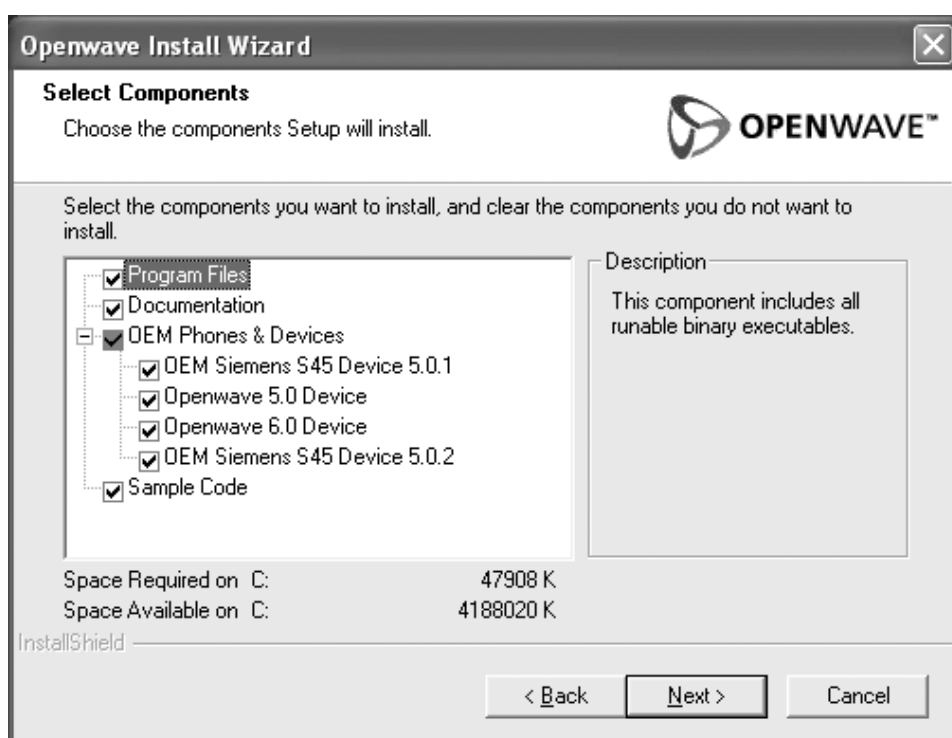 Openwave Install Wizard
Select Components
Choose the components Setup will install.
OPENWAVE™
Select the components you want to install, and clear the components you do not want to
install.
Program Files
Documentation
OEM Phones & Devices
OEM Siemens S45 Device 5.0.1
Openwave 5.0 Device
Openwave 6.0 Device
OEM Siemens S45 Device 5.0.2
Sample Code
Description
This component includes all
runable binary executables.
Space Required on C: 47908 K
Space Available on C: 4188020 K
InstallShield
< Back Next > Cancel